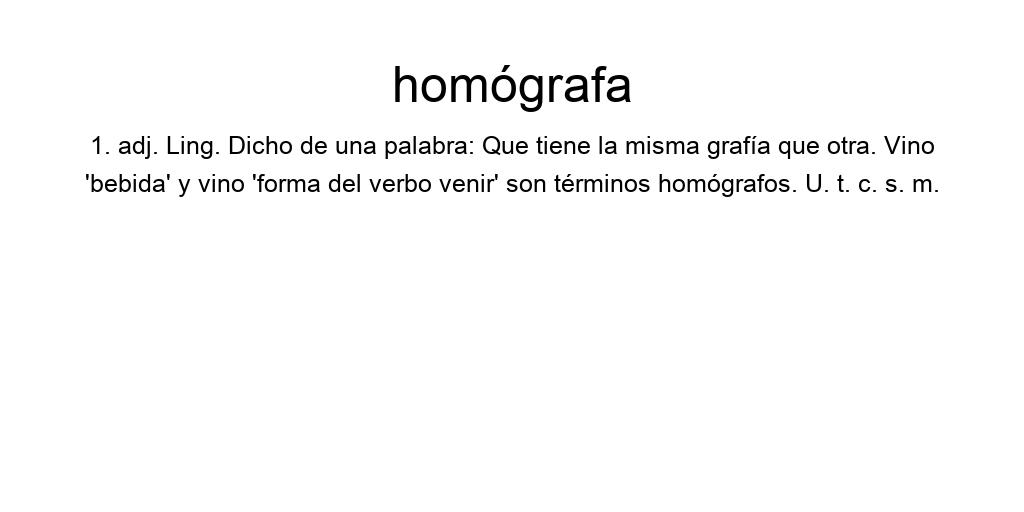 homógrafa
1. adj. Ling. Dicho de una palabra: Que tiene la misma grafía que otra. Vino
'bebida' y vino 'forma del verbo venir' son términos homógrafos. U. t. c. s. m.